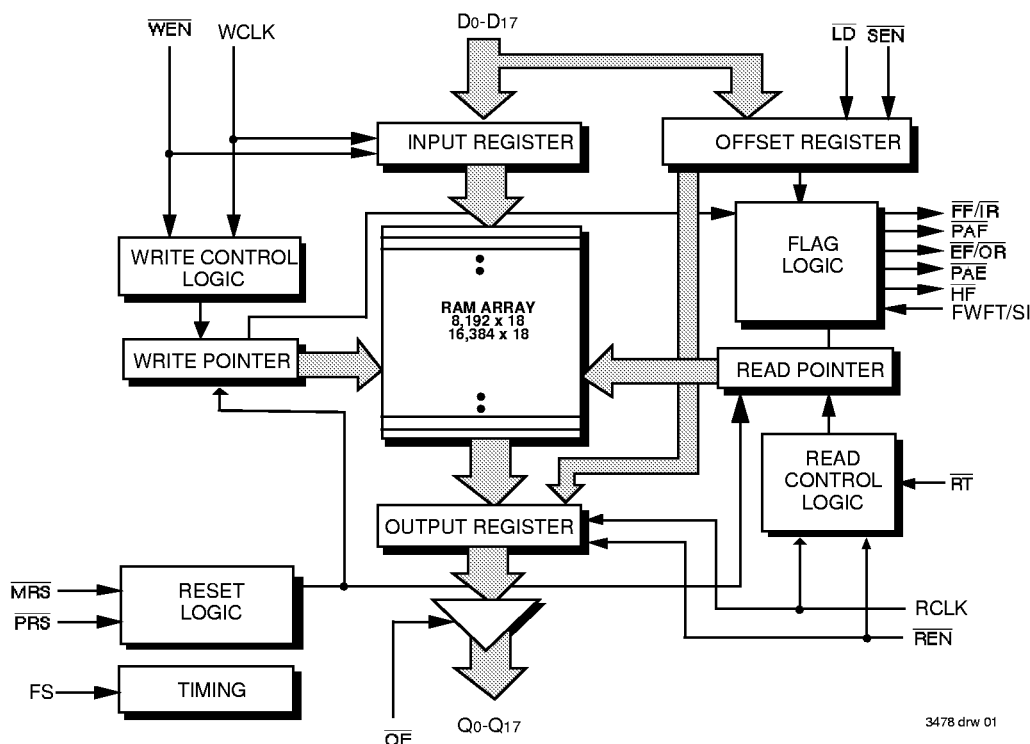 WEN
WCLK
D0-D17
LD
SEN
INPUT REGISTER
OFFSET REGISTER
WRITE CONTROL
LOGIC
FLAG
LOGIC
FF/IR
PAF
EF/OR
PAE
HF
FWFT/SI
RAM ARRAY
8,192 x 18
16,384 x 18
WRITE POINTER
READ POINTER
READ
CONTROL
LOGIC
RT
OUTPUT REGISTER
MRS
PRS
RESET
LOGIC
RCLK
REN
FS
TIMING
OE
Q0-Q17
3478 drw 01